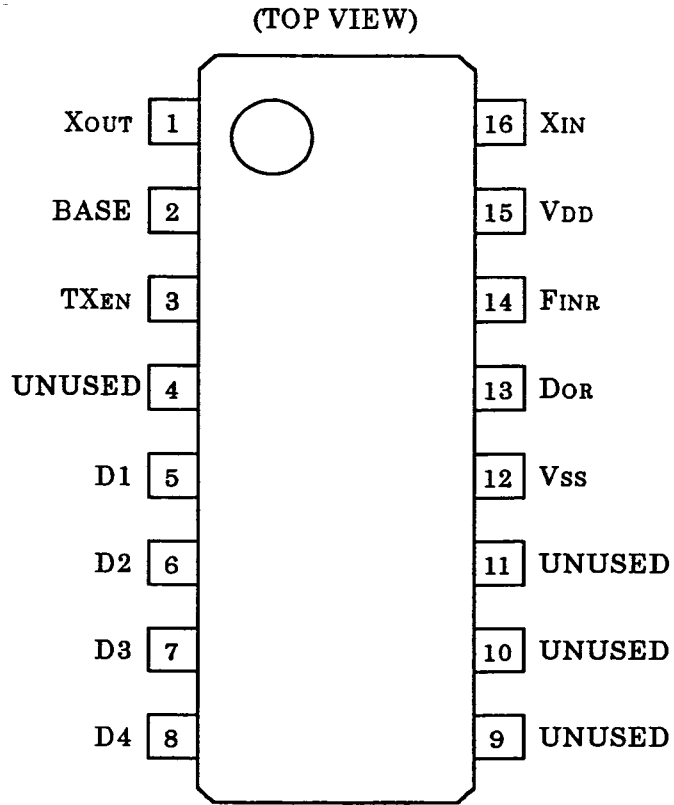 (TOP VIEW)
XOUT 1 16 XIN
BASE 2 15 VDD
TXEN 3 14 FINR
UNUSED 4 13 DOR
D1 5 12 VSS
D2 6 11 UNUSED
D3 7 10 UNUSED
D4 8 9 UNUSED